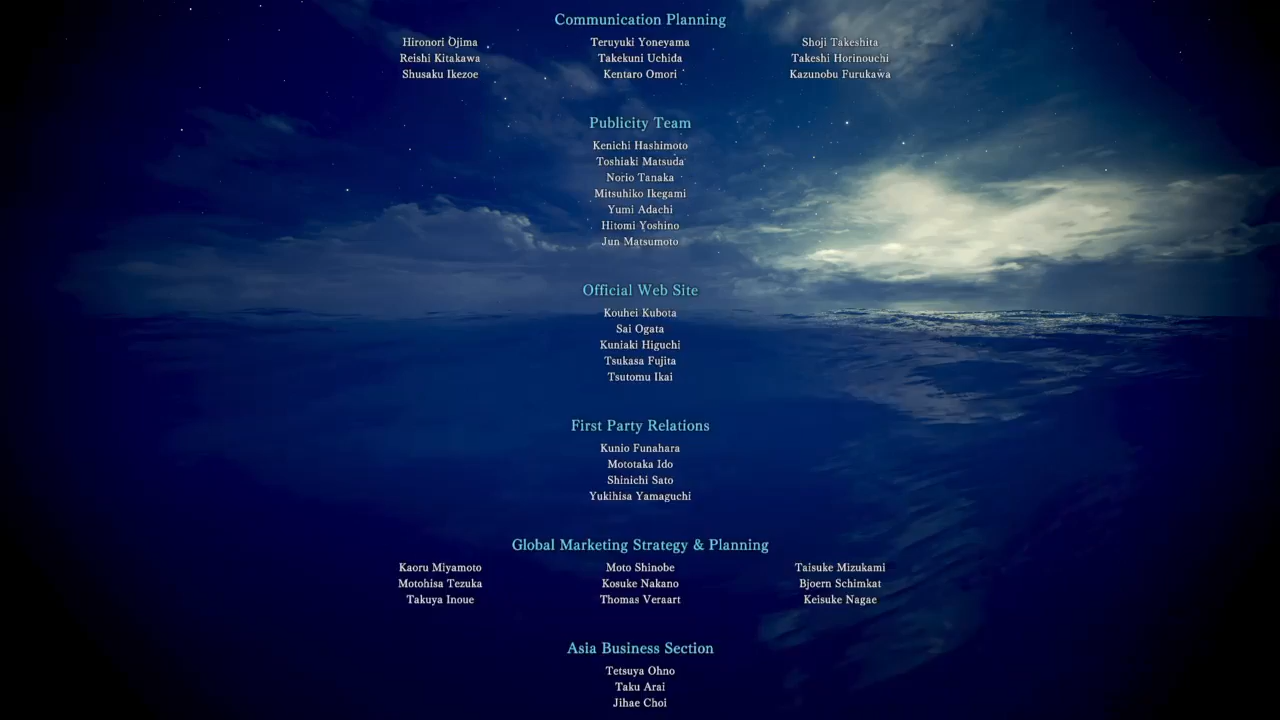 Communication Planning
Hironori Ojima Teruyuki Yoneyama Shoji Takeshita
Reishi Kitakawa Takekuni Uchida Takeshi Horinouchi
Shusaku Ikezoe Kentaro Omori Kazunobu Furukawa
Publicity Team
Kenichi Hashimoto
Toshiaki Matsuda
Norio Tanaka
Mitsuhiko Ikegami
Yumi Adachi
Hitomi Yoshino
Jun Matsumoto
Official Web Site
Kouhei Kubota
Sai Ogata
Kuniaki Higuchi
Tsukasa Fujita
Tsutomu Ikai
First Party Relations
Kunio Funahara
Mototaka Ido
Shinichi Sato
Yukihisa Yamaguchi
Global Marketing Strategy & Planning
Kaoru Miyamoto Moto Shinobe Taisuke Mizukami
Motohisa Tezuka Kosuke Nakano Bjoern Schimkat
Takuya Inoue Thomas Veraart Keisuke Nagae
Asia Business Section
Tetsuya Ohno
Taku Arai
Jihae Choi